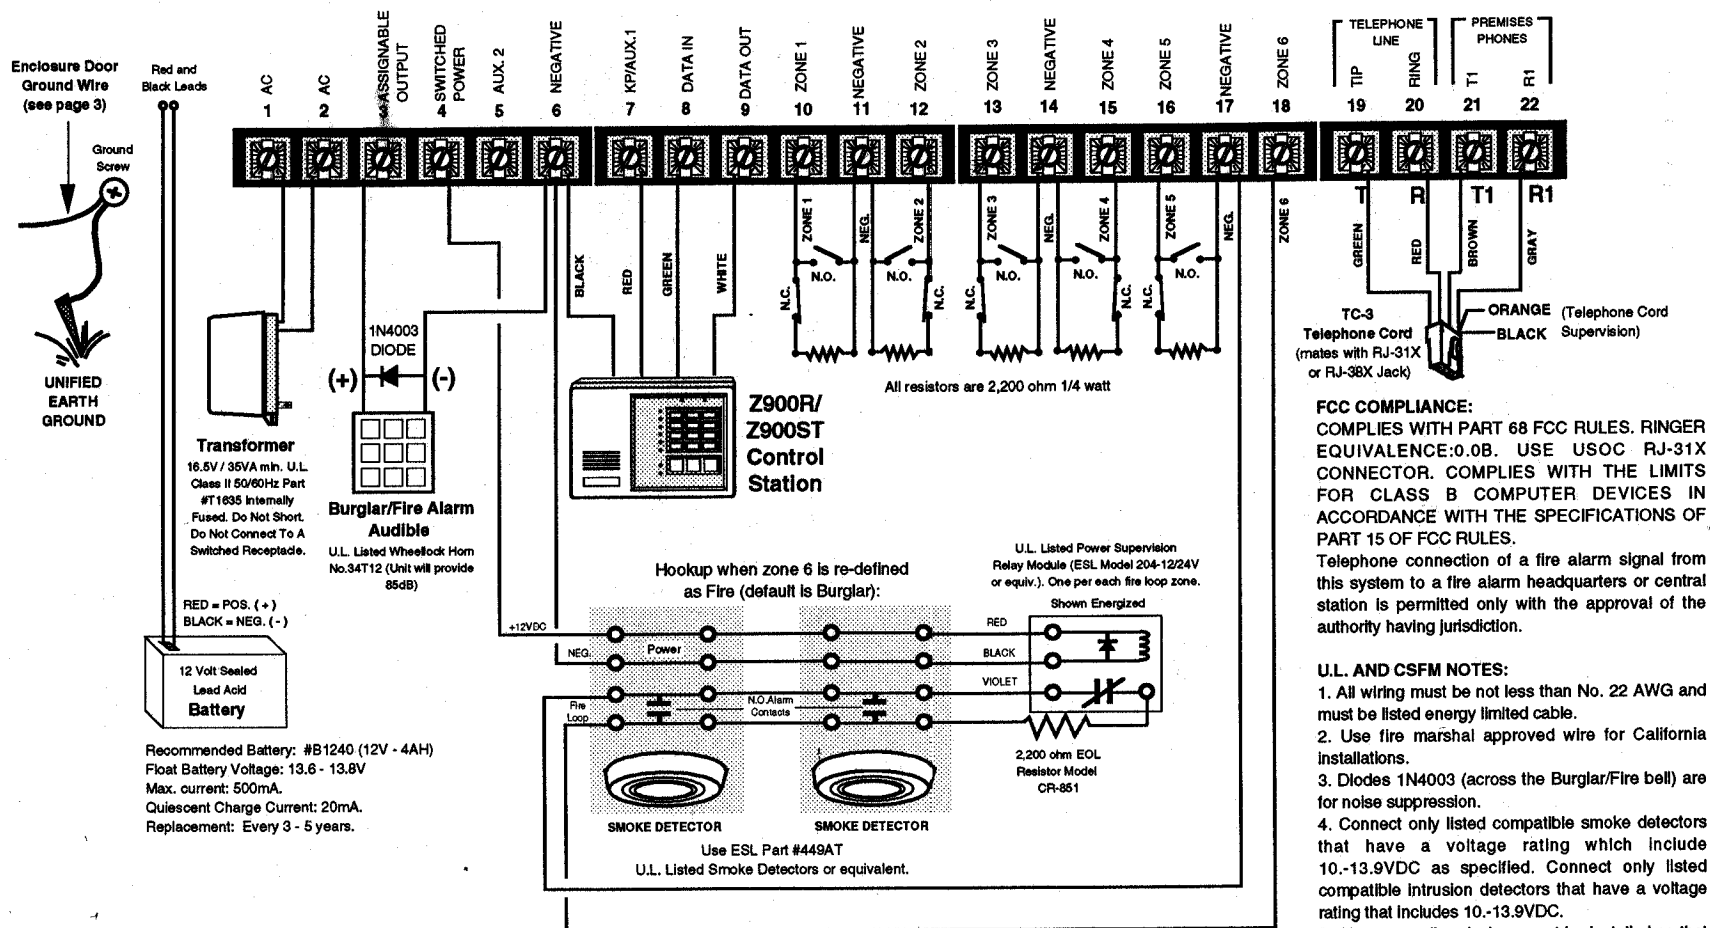 Enclosure Door
Ground Wire
(see page 3)
Ground
Screw
UNIFIED
EARTH
GROUND
Red and
Black Leads
AC
1
AC
2
3 ASSIGNABLE
OUTPUT
SWITCHED
POWER
4
AUX. 2
5
NEGATIVE
6
KP/AUX.1
7
DATA IN
8
DATA OUT
9
ZONE 1
10
NEGATIVE
11
ZONE 2
12
ZONE 3
13
NEGATIVE
14
ZONE 4
15
ZONE 5
16
NEGATIVE
17
ZONE 6
18
TELEPHONE
LINE
TIP
19
RING
20
PREMISES
PHONES
T1
21
R1
22
T
R
T1
R1
GREEN
RED
BROWN
GRAY
ORANGE (Telephone Cord
BLACK Supervision)
TC-3
Telephone Cord
(mates with RJ-31X
or RJ-38X Jack)
BLACK
RED
GREEN
WHITE
ZONE 1
NEG.
ZONE 2
N.O.
N.O.
N.C.
N.C.
ZONE 3
NEG.
ZONE 4
N.O.
N.O.
N.C.
N.C.
ZONE 5
NEG.
N.O.
N.C.
ZONE 6
All resistors are 2,200 ohm 1/4 watt
1N4003
DIODE
(+)
(-)
Transformer
16.5V / 35VA min. U.L.
Class II 50/60Hz Part
#T1635 Internally
Fused. Do Not Short.
Do Not Connect To A
Switched Receptacle.
Burglar/Fire Alarm
Audible
U.L. Listed Wheellock Horn
No.34T12 (Unit will provide
85dB)
Z900R/
Z900ST
Control
Station
RED = POS. ( + )
BLACK = NEG. ( - )
12 Volt Sealed
Lead Acid
Battery
Recommended Battery: #B1240 (12V - 4AH)
Float Battery Voltage: 13.6 - 13.8V
Max. current: 500mA.
Quiescent Charge Current: 20mA.
Replacement: Every 3 - 5 years.
Hookup when zone 6 is re-defined
as Fire (default is Burglar):
U.L. Listed Power Supervision
Relay Module (ESL Model 204-12/24V
or equiv.). One per each fire loop zone.
Shown Energized
+12VDC
NEG.
Power
Fire
Loop
N.O.Alarm
Contacts
RED
BLACK
VIOLET
2,200 ohm EOL
Resistor Model
CR-851
SMOKE DETECTOR
SMOKE DETECTOR
Use ESL Part #449AT
U.L. Listed Smoke Detectors or equivalent.
FCC COMPLIANCE:
COMPLIES WITH PART 68 FCC RULES. RINGER
EQUIVALENCE:0.0B. USE USOC RJ-31X
CONNECTOR. COMPLIES WITH THE LIMITS
FOR CLASS B COMPUTER DEVICES IN
ACCORDANCE WITH THE SPECIFICATIONS OF
PART 15 OF FCC RULES.
Telephone connection of a fire alarm signal from
this system to a fire alarm headquarters or central
station is permitted only with the approval of the
authority having jurisdiction.
U.L. AND CSFM NOTES:
1. All wiring must be not less than No. 22 AWG and
must be listed energy limited cable.
2. Use fire marshal approved wire for California
installations.
3. Diodes 1N4003 (across the Burglar/Fire bell) are
for noise suppression.
4. Connect only listed compatible smoke detectors
that have a voltage rating which include
10.-13.9VDC as specified. Connect only listed
compatible intrusion detectors that have a voltage
rating that includes 10.-13.9VDC.